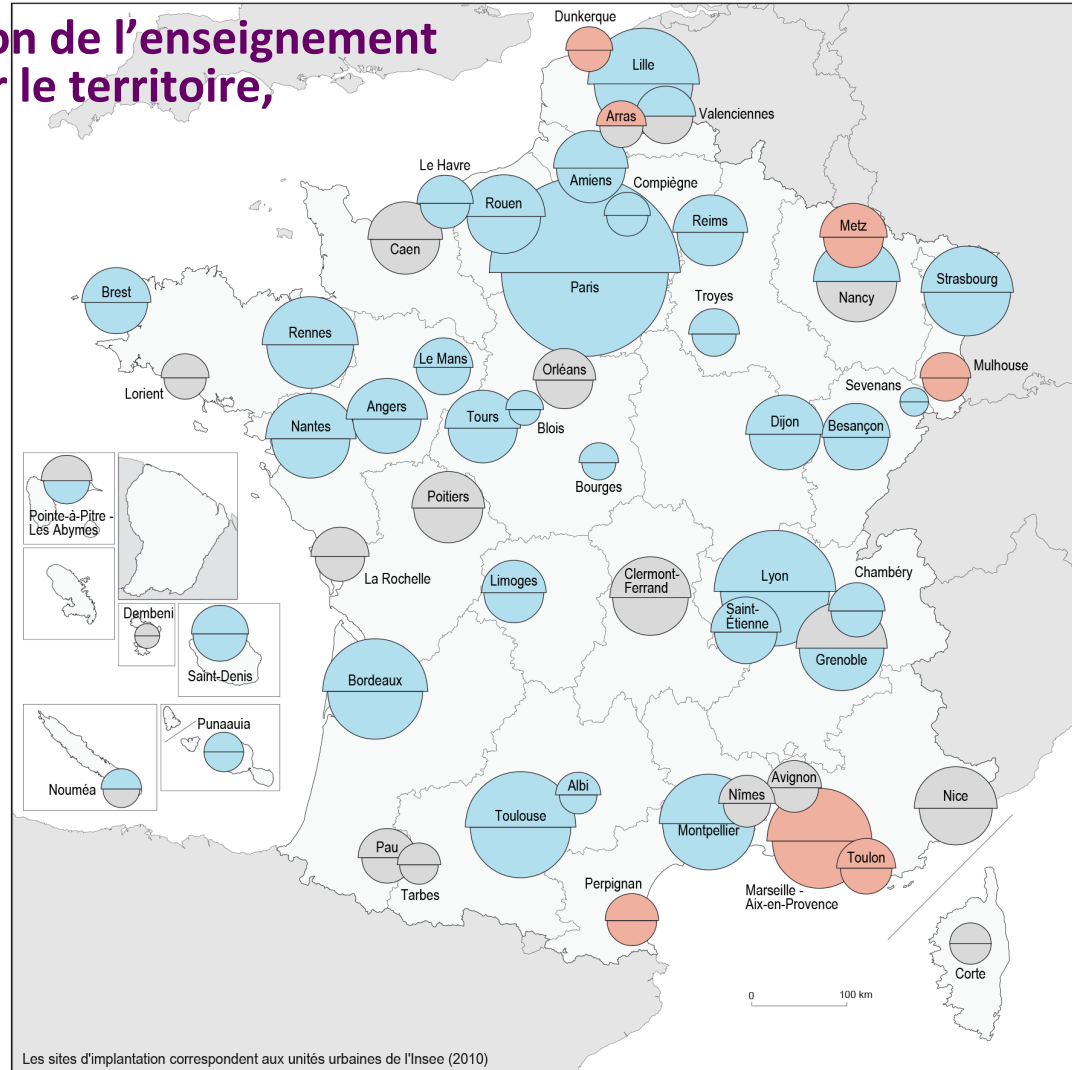 on de l’enseignement
r le territoire,
Dunkerque
Lille
Arras
Valenciennes
Le Havre
Amiens
Compiègne
Rouen
Reims
Caen
Metz
Paris
Nancy
Strasbourg
Brest
Troyes
Rennes
Le Mans
Orléans
Mulhouse
Lorient
Sevenans
Angers
Tours
Blois
Nantes
Dijon
Besançon
Bourges
Poitiers
Pointe-à-Pitre -
Les Abymes
La Rochelle
Limoges
Clermont-
Ferrand
Lyon
Chambéry
Saint-
Étienne
Grenoble
Dembeni
Saint-Denis
Bordeaux
Punaauia
Nouméa
Toulouse
Albi
Montpellier
Nîmes
Avignon
Nice
Pau
Tarbes
Toulon
Perpignan
Marseille -
Aix-en-Provence
Corte
0 100 km
Les sites d'implantation correspondent aux unités urbaines de l'Insee (2010)